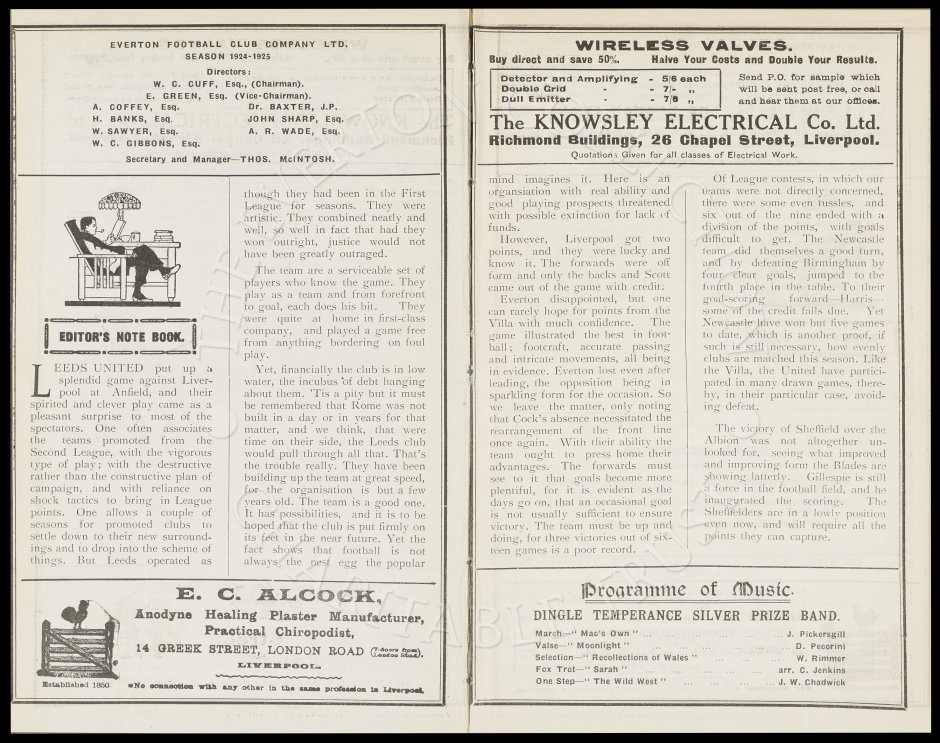 EVERTON FOOTBALL CLUB COMPANY LTD.
SEASON 1924-1925
Directors:
W. C. CUFF, Esq., (Chairman).
E. GREEN, Esq. (Vice-Chairman).
A. COFFEY, Esq. Dr. BAXTER, J.P.
H. BANKS, Esq. JOHN SHARP, Esq.
W. SAWYER, Esq. A. R. WADE, Esq.
W. C. GIBBONS, Esq.
Secretary and Manager—THOS. McINTOSH.
EDITOR'S NOTE BOOK.
LEEDS UNITED put up a
splendid game against Liver-
pool at Anfield, and their
spirited and clever play came as a
pleasant surprise to most of the
spectators. One often associates
the teams promoted from the
Second League, with the vigorous
type of play; with the destructive
rather than the constructive plan of
campaign, and with reliance on
shock tactics to bring in League
points. One allows a couple of
seasons for promoted clubs to
settle down to their new surround-
ings and to drop into the scheme of
things. But Leeds operated as
though they had been in the First
League for seasons. They were
artistic. They combined neatly and
well, so well in fact that had they
won outright, justice would not
have been greatly outraged.
The team are a serviceable set of
players who know the game. They
play as a team and from forefront
to goal, each does his bit. They
were quite at home in first-class
company, and played a game free
from anything bordering on foul
play.
Yet, financially the club is in low
water, the incubus of debt hanging
about them. 'Tis a pity but it must
be remembered that Rome was not
built in a day or in years for that
matter, and we think, that were
time on their side, the Leeds club
would pull through all that. That's
the trouble really. They have been
building up the team at great speed,
for the organisation is but a few
years old. The team is a good one.
It has possibilities, and it is to be
hoped that the club is put firmly on
its feet in the near future. Yet the
fact shows that football is not
always the nest egg the popular
E. C. ALCOCK,
Anodyne Healing Plaster Manufacturer,
Practical Chiropodist,
14 GREEK STREET, LONDON ROAD (7 doors from London Road).
LIVERPOOL.
Established 1850. No connection with any other in the same profession in Liverpool.
WIRELESS VALVES.
Buy direct and save 50%. Halve Your Costs and Double Your Results.
Detector and Amplifying - 5/6 each
Double Grid - - 7/- „
Dull Emitter - - 7/6 „
Send P.O. for sample which
will be sent post free, or call
and hear them at our offices.
The KNOWSLEY ELECTRICAL Co. Ltd.
Richmond Buildings, 26 Chapel Street, Liverpool.
Quotations Given for all classes of Electrical Work.
mind imagines it. Here is an
organsiation with real ability and
good playing prospects threatened
with possible extinction for lack of
funds.
However, Liverpool got two
points, and they were lucky and
know it. The forwards were off
form and only the backs and Scott
came out of the game with credit.
Everton disappointed, but one
can rarely hope for points from the
Villa with much confidence. The
game illustrated the best in foot-
ball; footcraft, accurate passing
and intricate movements, all being
in evidence. Everton lost even after
leading, the opposition being in
sparkling form for the occasion. So
we leave the matter, only noting
that Cock's absence necessitated the
rearrangement of the front line
once again. With their ability the
team ought to press home their
advantages. The forwards must
see to it that goals become more
plentiful, for it is evident as the
days go on, that an occasional goal
is not usually sufficient to ensure
victory. The team must be up and
doing, for three victories out of six-
teen games is a poor record.
Of League contests, in which our
teams were not directly concerned,
there were some even tussles, and
six out of the nine ended with a
division of the points, with goals
difficult to get. The Newcastle
team did themselves a good turn,
and by defeating Birmingham by
four clear goals, jumped to the
fourth place in the table. To their
goal-scoring forward—Harris—
some of the credit falls due. Yet
Newcastle have won but five games
to date, which is another proof, if
such is still necessary, how evenly
clubs are matched this season. Like
the Villa, the United have partici-
pated in many drawn games, there-
by, in their particular case, avoid-
ing defeat.
The victory of Sheffield over the
Albion was not altogether un-
looked for, seeing what improved
and improving form the Blades are
showing latterly. Gillespie is still
a force in the football field, and he
inaugurated the scoring. The
Sheffielders are in a lowly position
even now, and will require all the
points they can capture.
Programme of Music.
DINGLE TEMPERANCE SILVER PRIZE BAND.
March—"Mac's Own" ... J. Pickersgill
Valse—"Moonlight" ... D. Pecorini
Selection—"Recollections of Wales" ... W. Rimmer
Fox Trot—"Sarah" ... arr. C. Jenkins
One Step—"The Wild West" ... J. W. Chadwick